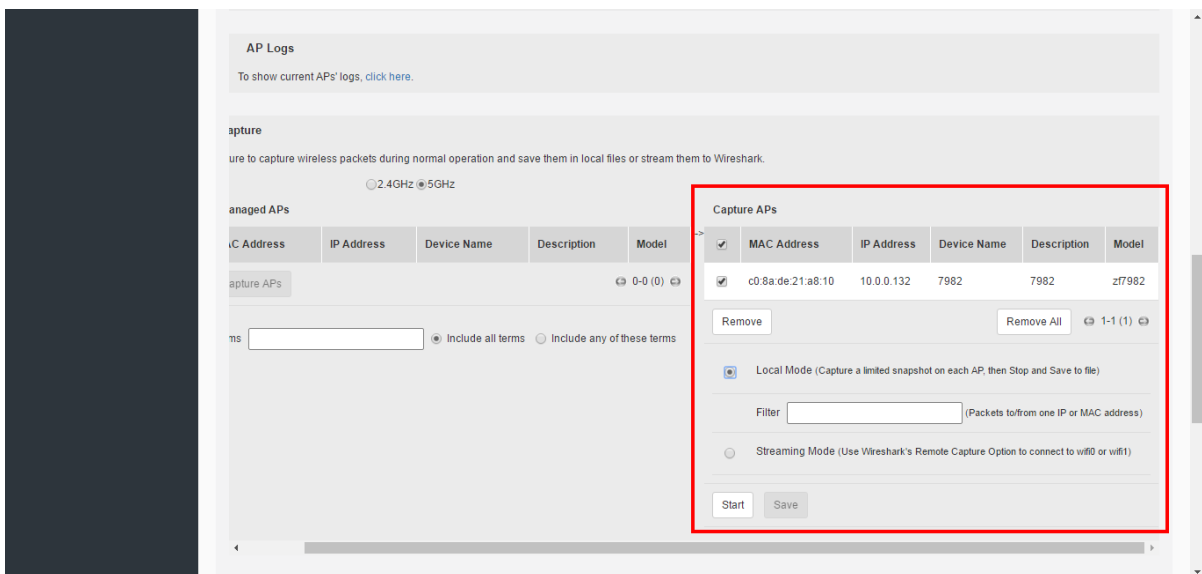 AP Logs
To show current APs' logs, click here.
apture
ure to capture wireless packets during normal operation and save them in local files or stream them to Wireshark.
2.4GHz 5GHz
anaged APs
AC Address IP Address Device Name Description Model
apture APs 0-0 (0)
ms Include all terms Include any of these terms
->
Capture APs
MAC Address IP Address Device Name Description Model
c0:8a:de:21:a8:10 10.0.0.132 7982 7982 zf7982
Remove Remove All 1-1 (1)
Local Mode (Capture a limited snapshot on each AP, then Stop and Save to file)
Filter (Packets to/from one IP or MAC address)
Streaming Mode (Use Wireshark's Remote Capture Option to connect to wifi0 or wifi1)
Start Save